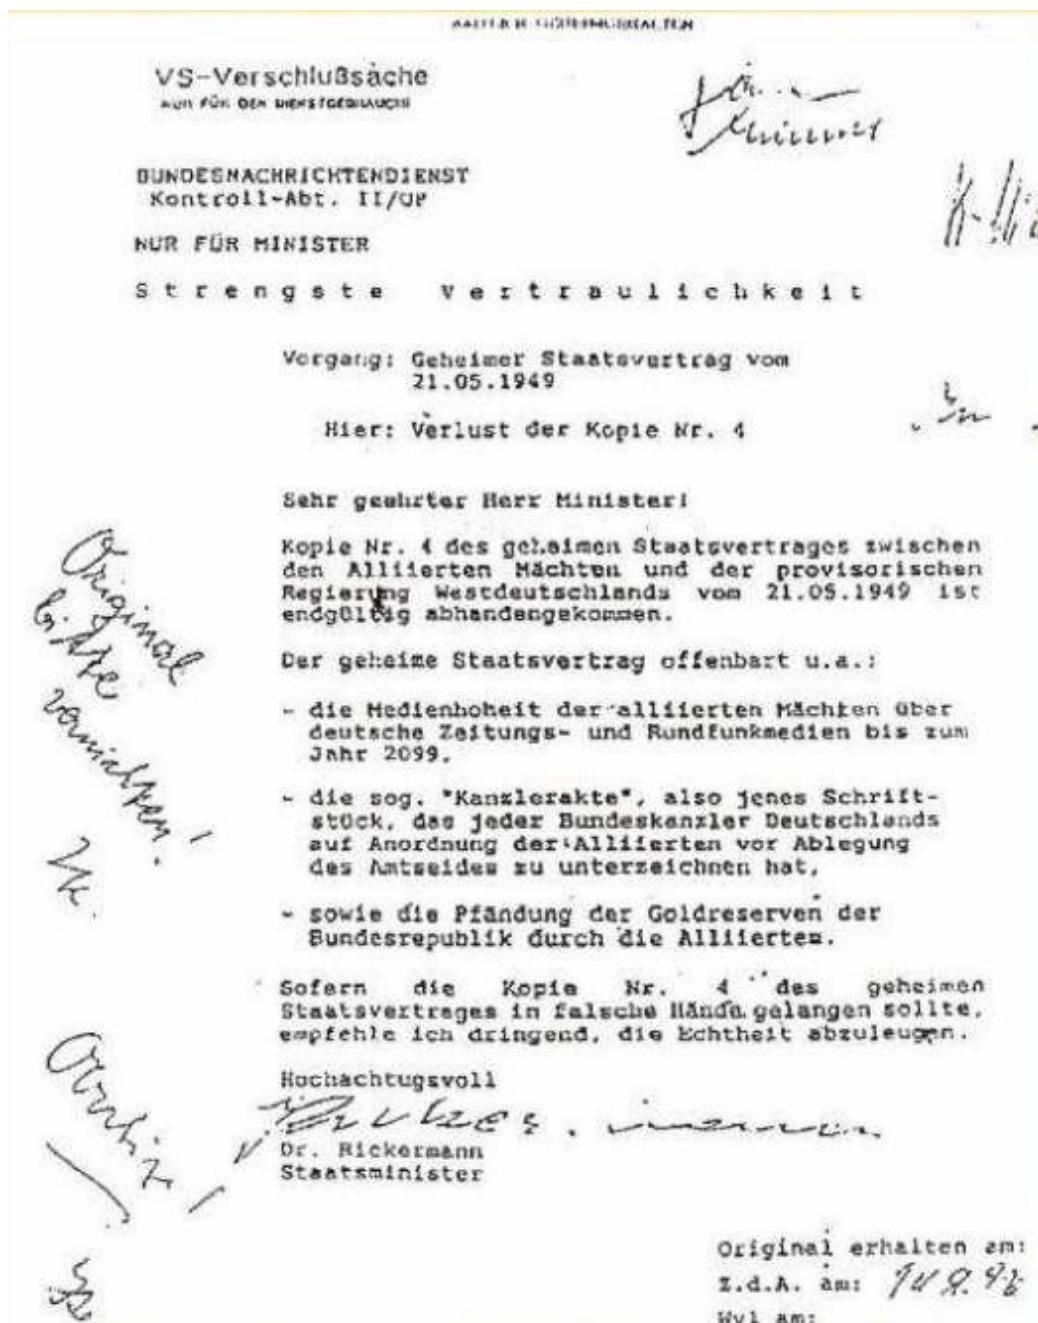 VS-Verschlußsache
NUR FÜR DEN DIENSTGEBRAUCH
BUNDESNACHRICHTENDIENST
Kontroll-Abt. II/OP
NUR FÜR MINISTER
Strengste Vertraulichkeit
Vorgang: Geheimer Staatsvertrag vom
21.05.1949
Hier: Verlust der Kopie Nr. 4
Sehr geehrter Herr Minister!
Kopie Nr. 4 des geheimen Staatsvertrages zwischen
den Alliierten Mächten und der provisorischen
Regierung Westdeutschlands vom 21.05.1949 ist
endgültig abhandengekommen.
Der geheime Staatsvertrag offenbart u.a.:
- die Medienhoheit der alliierten Mächten über
deutsche Zeitungs- und Rundfunkmedien bis zum
Jahr 2099,
- die sog. "Kanzlerakte", also jenes Schrift-
stück, das jeder Bundeskanzler Deutschlands
auf Anordnung der Alliierten vor Ablegung
des Amtseides zu unterzeichnen hat,
- sowie die Pfändung der Goldreserven der
Bundesrepublik durch die Alliierten.
Sofern die Kopie Nr. 4 des geheimen
Staatsvertrages in falsche Hände gelangen sollte,
empfehle ich dringend, die Echtheit abzuleugen.
Hochachtugsvoll
Dr. Rickermann
Staatsminister
Original
bitte
vernichten!
Original erhalten am:
Z.d.A. am:
Wvl am: